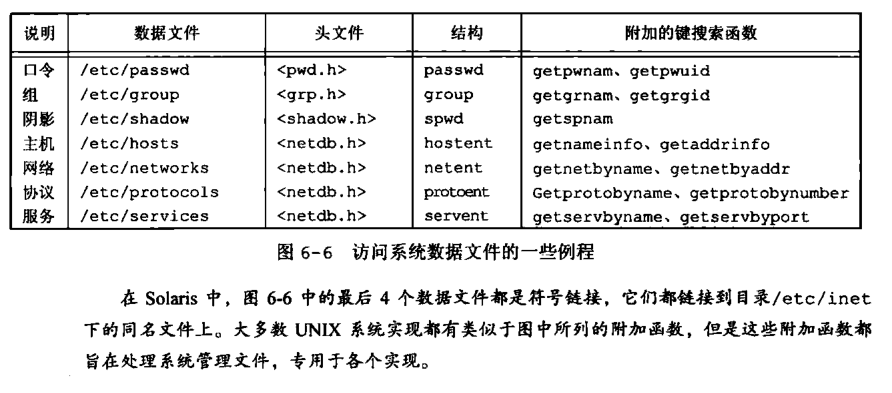 说明 数据文件 头文件 结构 附加的键搜索函数
口令 /etc/passwd <pwd.h> passwd getpwnam、getpwuid
组 /etc/group <grp.h> group getgrnam、getgrgid
阴影 /etc/shadow <shadow.h> spwd getspnam
主机 /etc/hosts <netdb.h> hostent getnameinfo、getaddrinfo
网络 /etc/networks <netdb.h> netent getnetbyname、getnetbyaddr
协议 /etc/protocols <netdb.h> protoent Getprotobyname、getprotobynumber
服务 /etc/services <netdb.h> servent getservbyname、getservbyport
图 6-6 访问系统数据文件的一些例程
在 Solaris 中，图 6-6 中的最后 4 个数据文件都是符号链接，它们都链接到目录/etc/inet
下的同名文件上。大多数 UNIX 系统实现都有类似于图中所列的附加函数，但是这些附加函数都
旨在处理系统管理文件，专用于各个实现。